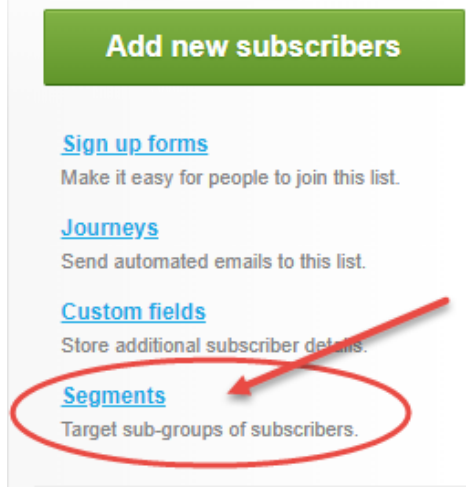 Add new subscribers
Sign up forms
Make it easy for people to join this list.
Journeys
Send automated emails to this list.
Custom fields
Store additional subscriber details.
Segments
Target sub-groups of subscribers.